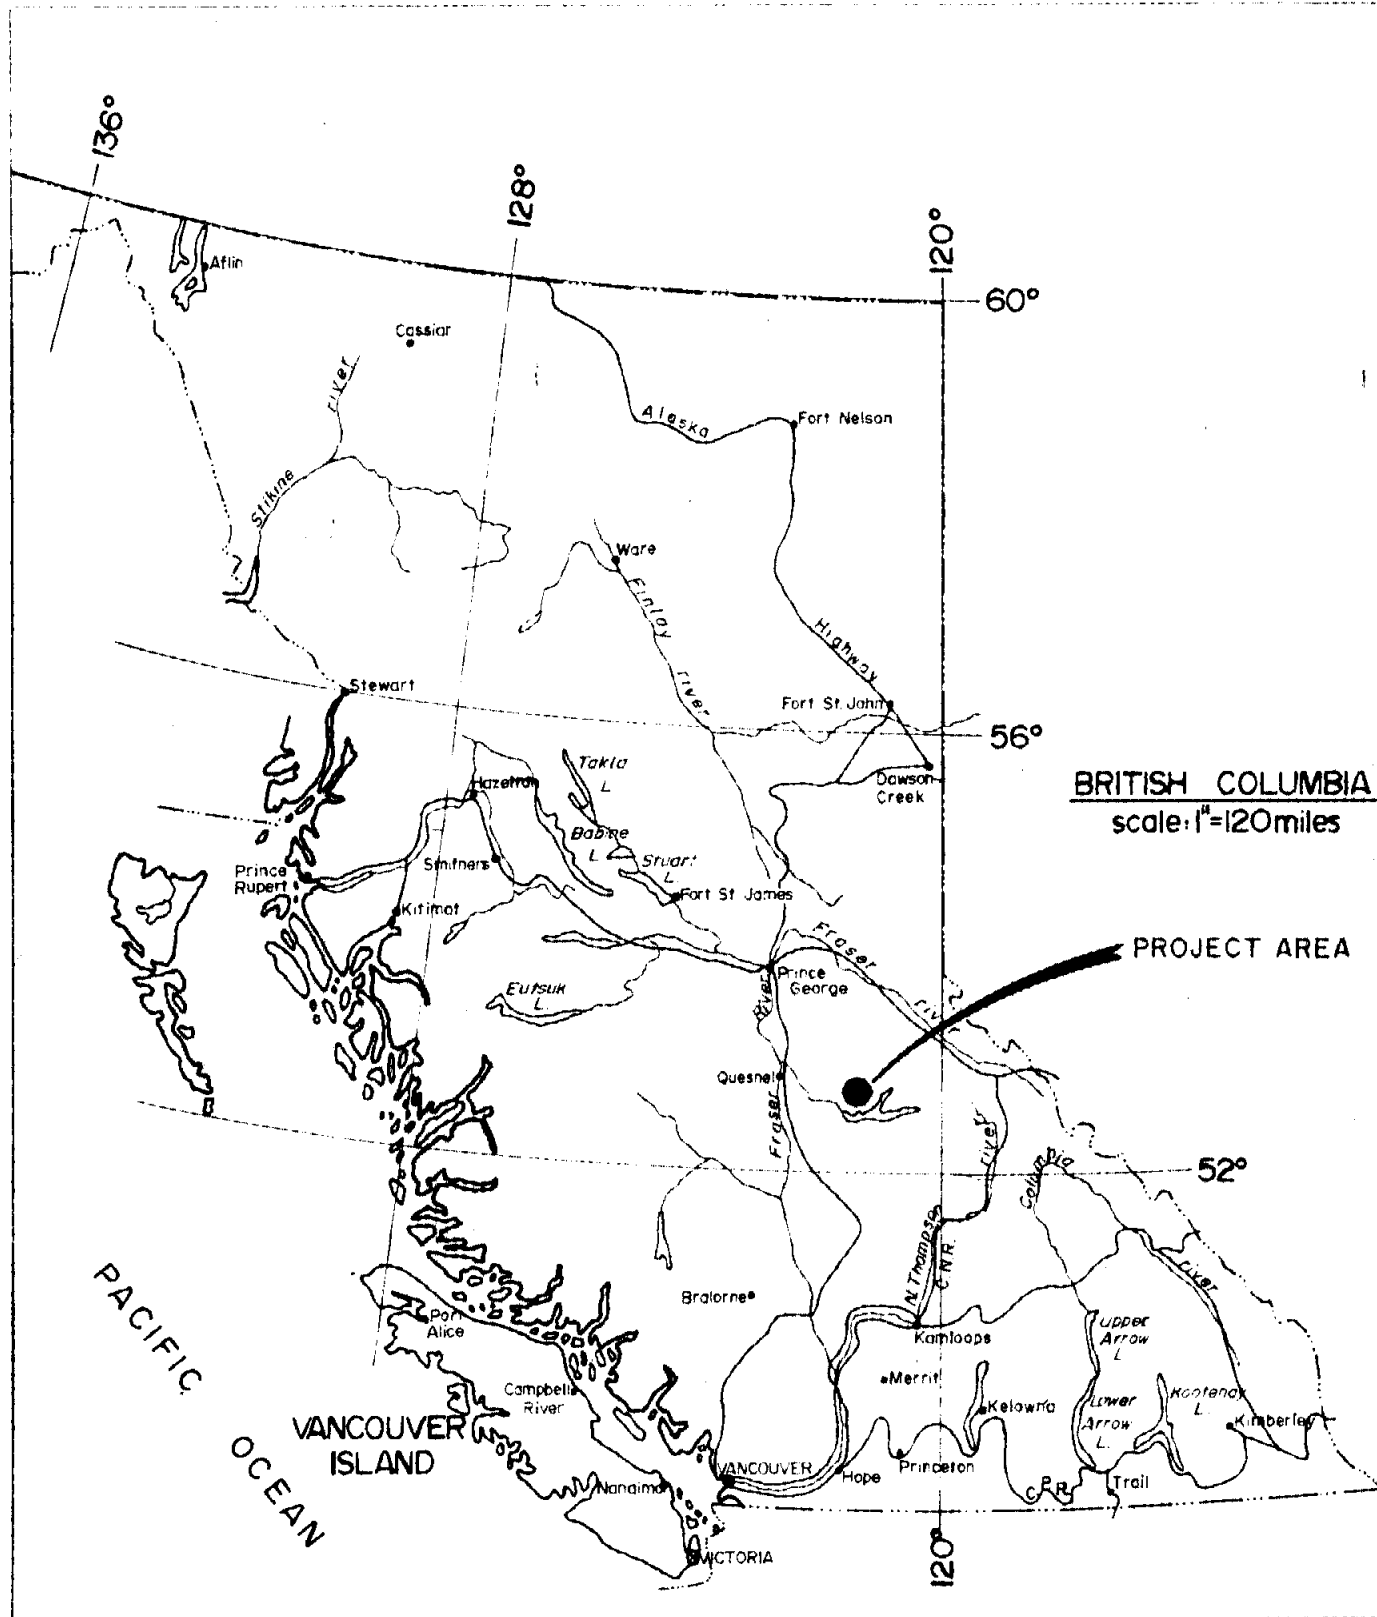 136°
128°
120°
60°
Atlin
Cassiar
river
Stikine
Alaska
Fort Nelson
Ware
Finlay
river
Highway
Stewart
Fort St. John
56°
Dawson
Creek
BRITISH COLUMBIA
scale: 1"=120miles
Takla
L.
Hazelton
Babine
L.
Smithers
Stuart
L.
Fort St James
Prince
Rupert
Kitimat
Fraser
river
PROJECT AREA
Prince
George
River
Eutsuk
L.
Quesnel
Fraser
river
52°
Columbia
river
N. Thompson
C.N.R.
PACIFIC
OCEAN
Bralorne
Port
Alice
Kamloops
Upper
Arrow
L.
Merrit
Campbell
River
Kelowna
Lower
Arrow
L.
Kootenay
L.
Kimberley
VANCOUVER
ISLAND
VANCOUVER
Hope
Princeton
C.P.R.
Trail
Nanaimo
VICTORIA
120°